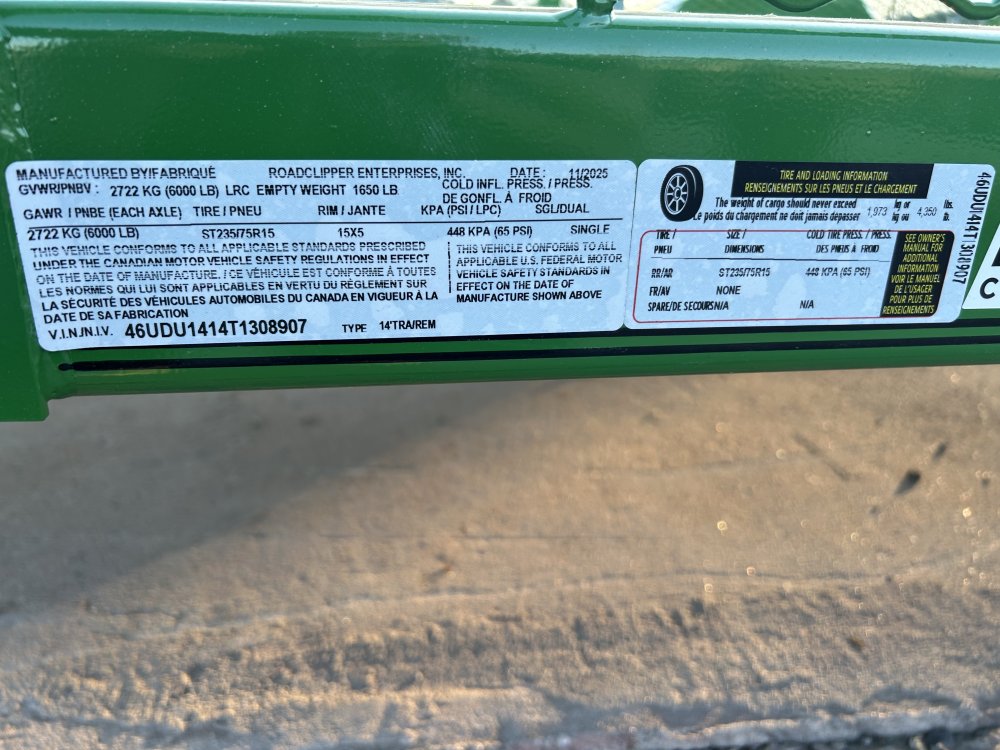 MANUFACTURED BY/FABRIQUÉ ROADCLIPPER ENTERPRISES, INC. DATE : 11/2025
GVWR/PNBV : 2722 KG (6000 LB) LRC EMPTY WEIGHT 1650 LB COLD INFL. PRESS. / PRESS.
DE GONFL. À FROID
GAWR / PNBE (EACH AXLE) TIRE / PNEU RIM / JANTE KPA (PSI / LPC) SGL/DUAL
2722 KG (6000 LB) ST235/75R15 15X5 448 KPA (65 PSI) SINGLE
THIS VEHICLE CONFORMS TO ALL APPLICABLE STANDARDS PRESCRIBED
UNDER THE CANADIAN MOTOR VEHICLE SAFETY REGULATIONS IN EFFECT
ON THE DATE OF MANUFACTURE. / CE VÉHICULE EST CONFORME À TOUTES
LES NORMES QUI LUI SONT APPLICABLES EN VERTU DU RÈGLEMENT SUR
LA SÉCURITÉ DES VÉHICULES AUTOMOBILES DU CANADA EN VIGUEUR À LA
DATE DE SA FABRICATION
THIS VEHICLE CONFORMS TO ALL
APPLICABLE U.S. FEDERAL MOTOR
VEHICLE SAFETY STANDARDS IN
EFFECT ON THE DATE OF
MANUFACTURE SHOWN ABOVE
V.I.N./N.I.V. 46UDU1414T1308907 TYPE 14'TRA/REM
TIRE AND LOADING INFORMATION
RENSEIGNEMENTS SUR LES PNEUS ET LE CHARGEMENT
The weight of cargo should never exceed kg or lbs.
Le poids du chargement ne doit jamais dépasser 1,973 kg ou 4,350 lb.
TIRE / SIZE / COLD TIRE PRESS. / PRESS.
PNEU DIMENSIONS DES PNEUS À FROID
RR/AR ST235/75R15 448 KPA (65 PSI)
FR/AV NONE
SPARE/DE SECOURS N/A N/A
SEE OWNER'S
MANUAL FOR
ADDITIONAL
INFORMATION
VOIR LE MANUEL
DE L'USAGER
POUR PLUS DE
RENSEIGNEMENTS
46UDU1414T1308907
C